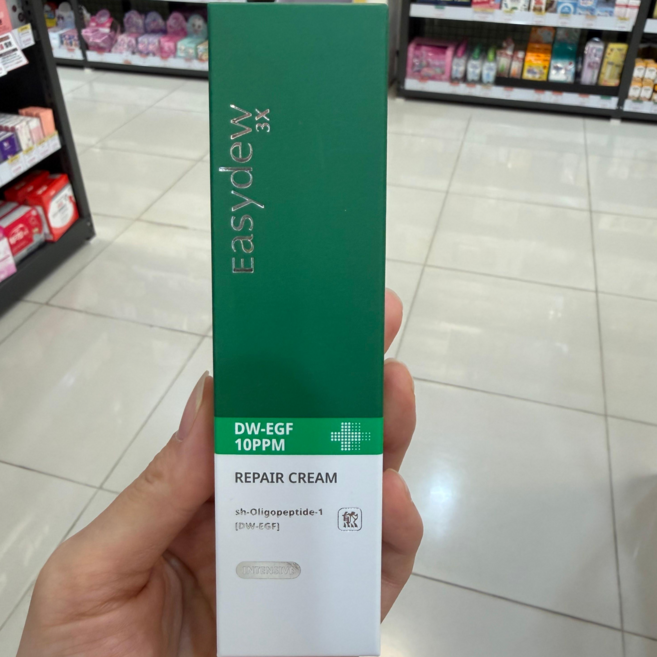 Easydew
3X
DW-EGF
10PPM
REPAIR CREAM
sh-Oligopeptide-1
[DW-EGF]